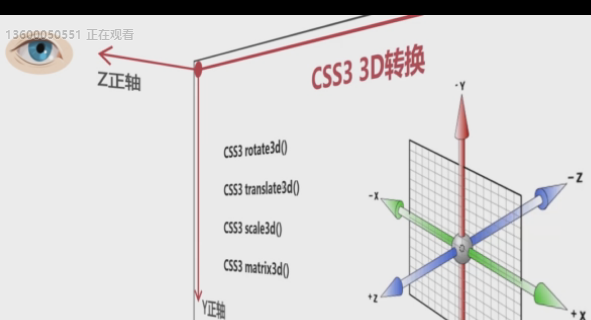 13600050551 正在观看
Z正轴
CSS3 3D转换
-Y
CSS3 rotate3d()
-Z
CSS3 translate3d()
-X
CSS3 scale3d()
CSS3 matrix3d()
+Z
Y正轴
+X